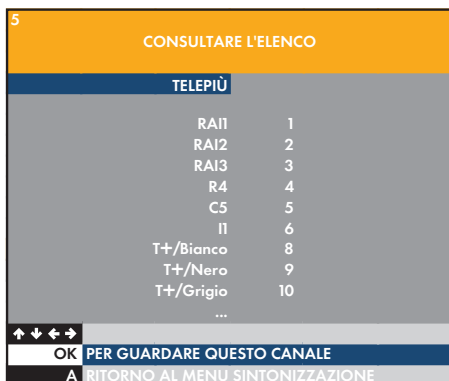 5
CONSULTARE L'ELENCO
TELEPIÙ
RAI1 1
RAI2 2
RAI3 3
R4 4
C5 5
I1 6
T+/Bianco 8
T+/Nero 9
T+/Grigio 10
...
↑ ↓ ← →
OK PER GUARDARE QUESTO CANALE
A RITORNO AL MENU SINTONIZZAZIONE